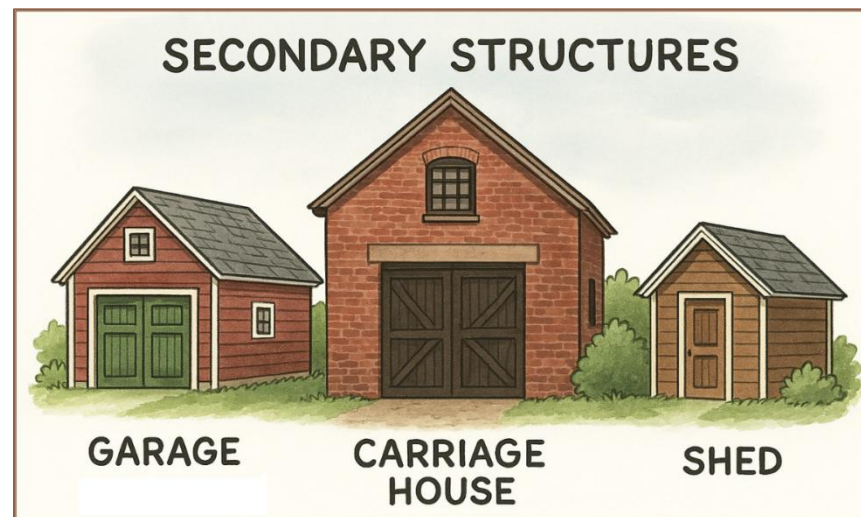 SECONDARY STRUCTURES
GARAGE
CARRIAGE
HOUSE
SHED